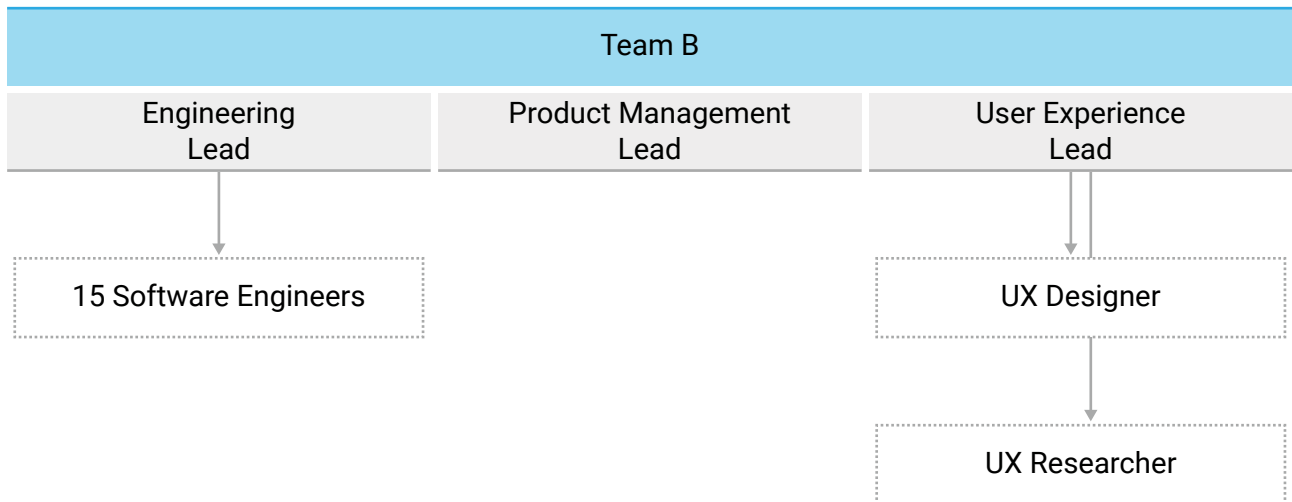 Team B
Engineering
Lead
Product Management
Lead
User Experience
Lead
15 Software Engineers
UX Designer
UX Researcher